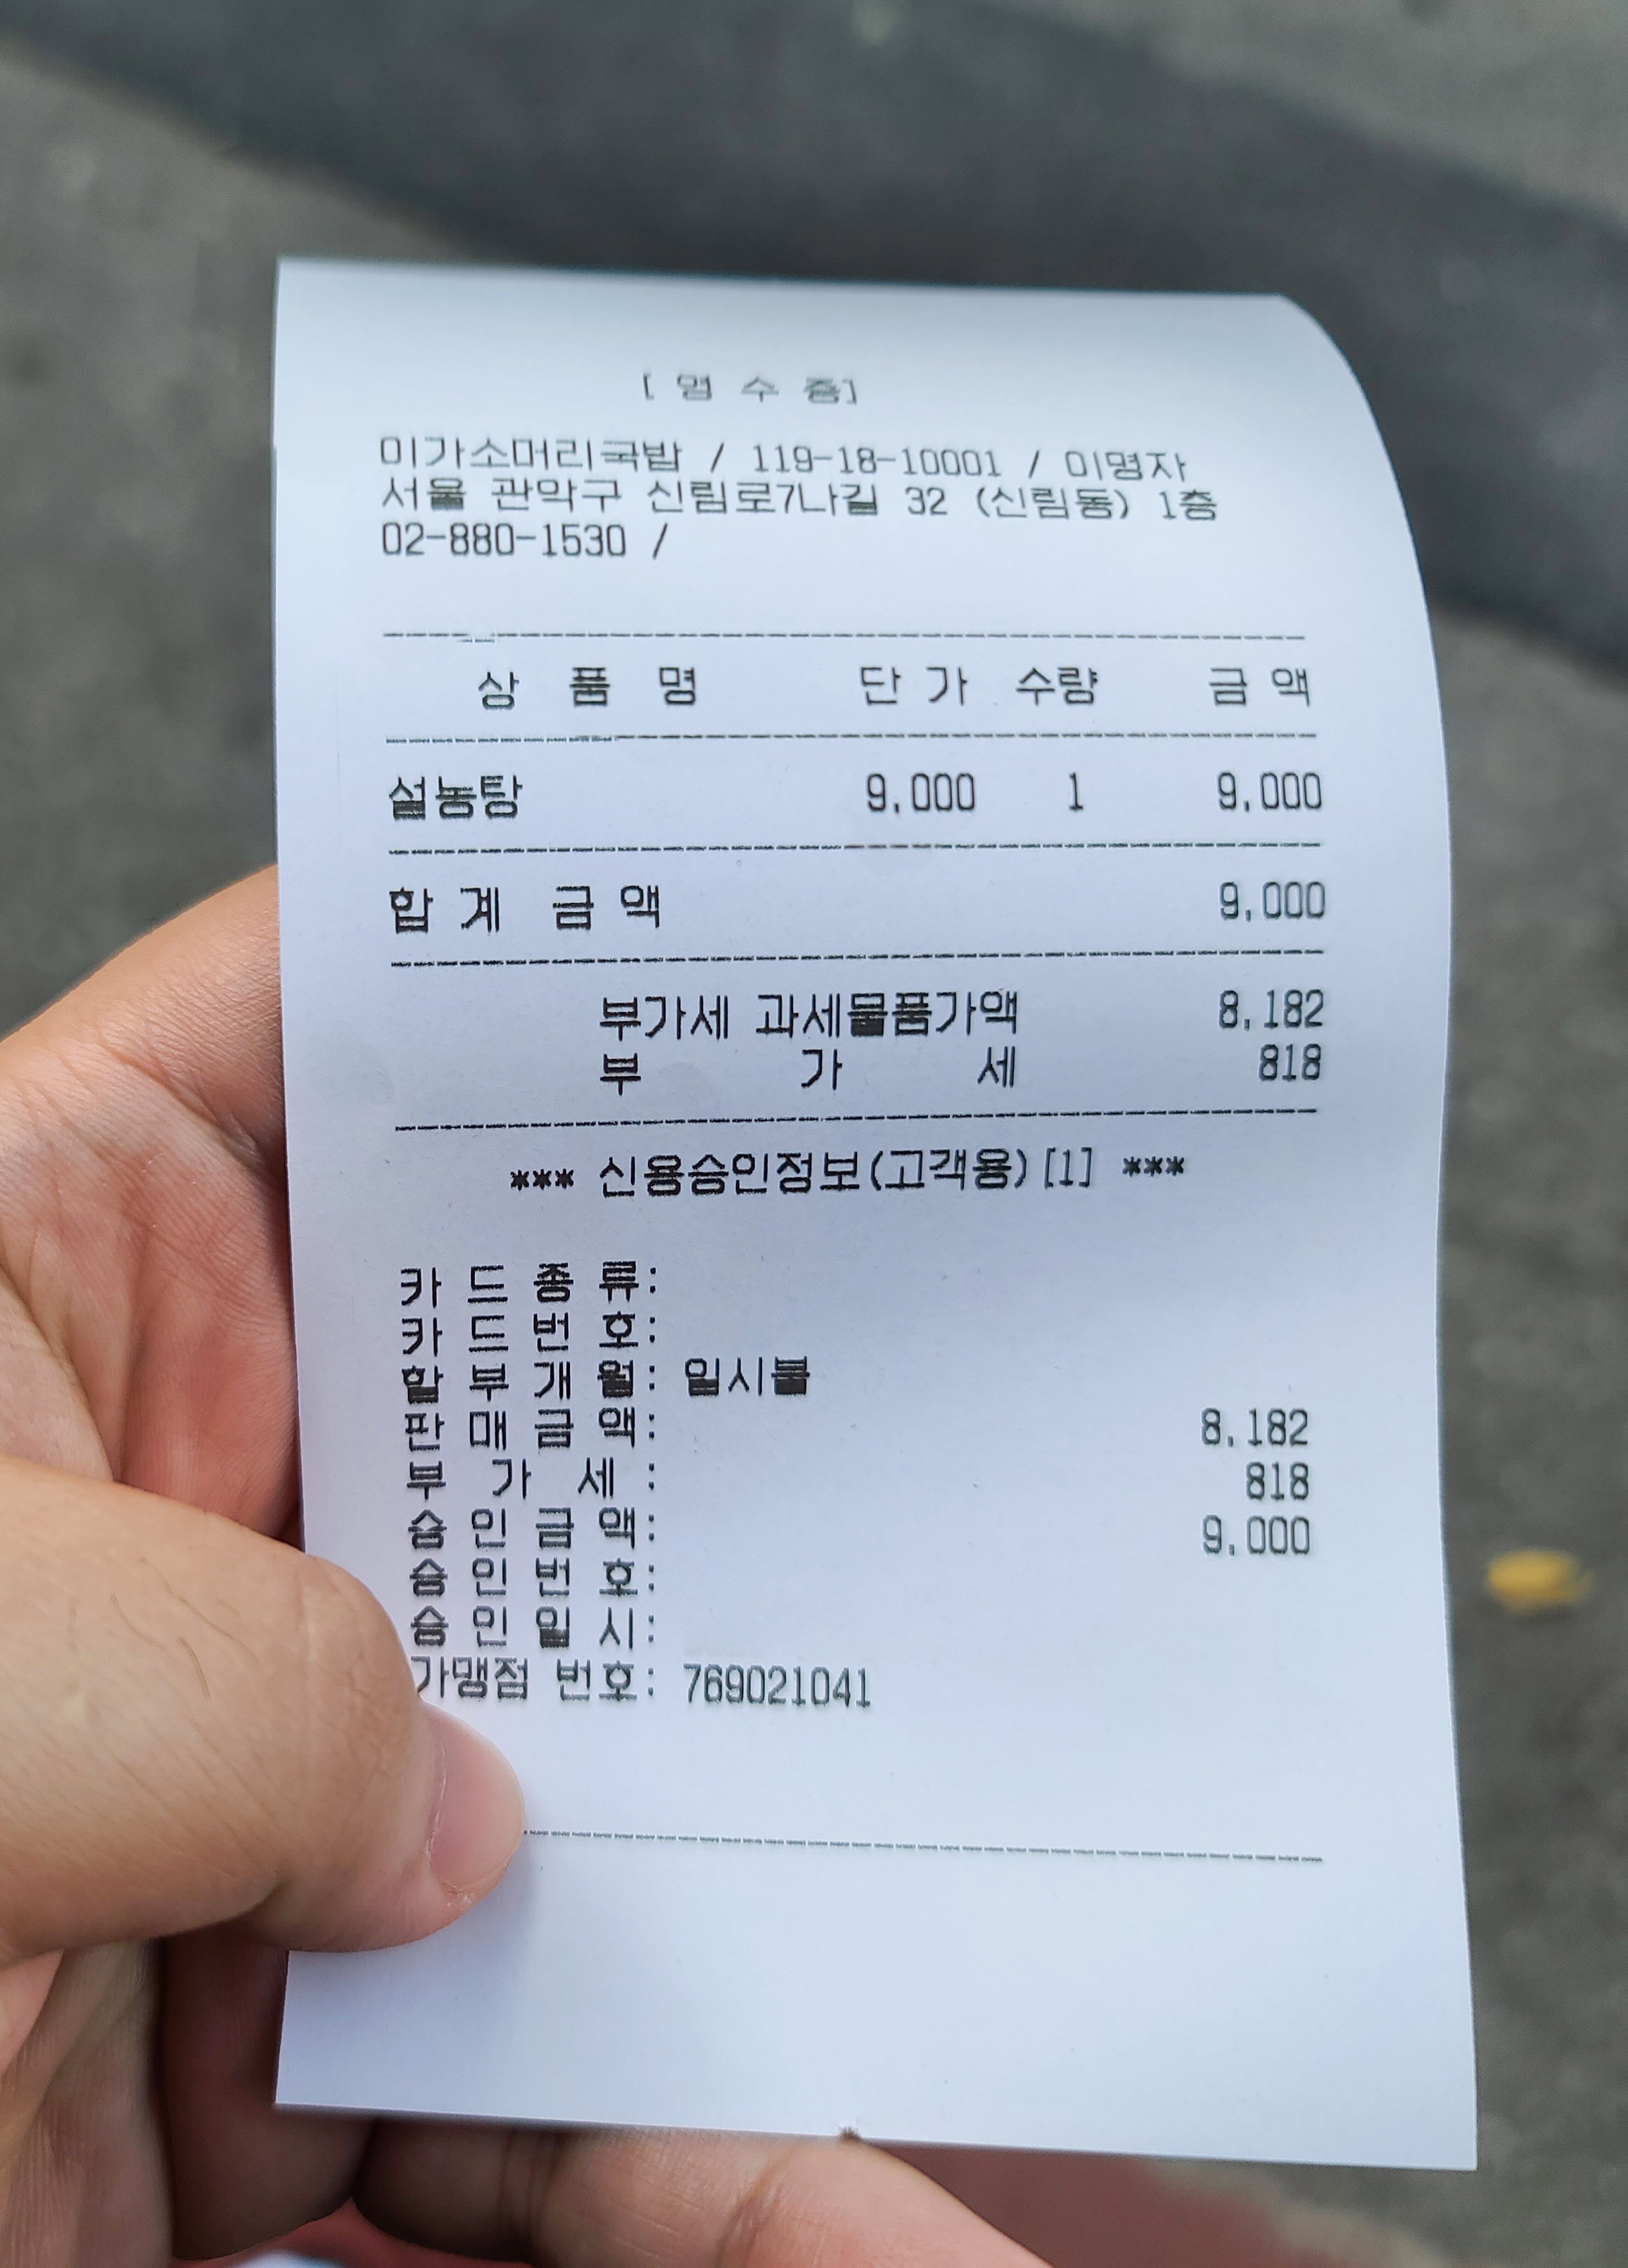 [ 영 수 증]
이가소머리국밥 / 119-18-10001 / 이명자
서울 관악구 신림로7나길 32 (신림동) 1층
02-880-1530 /
상 품 명 단 가 수량 금 액
설농탕 9,000 1 9,000
합 계 금 액 9,000
부가세 과세물품가액 8,182
부 가 세 818
*** 신용승인정보(고객용)[1] ***
카 드 종 류:
카 드 번 호:
할 부 개 월: 일시불
판 매 금 액: 8,182
부 가 세 : 818
승 인 금 액: 9,000
승 인 번 호:
승 인 일 시:
가맹점 번호: 769021041